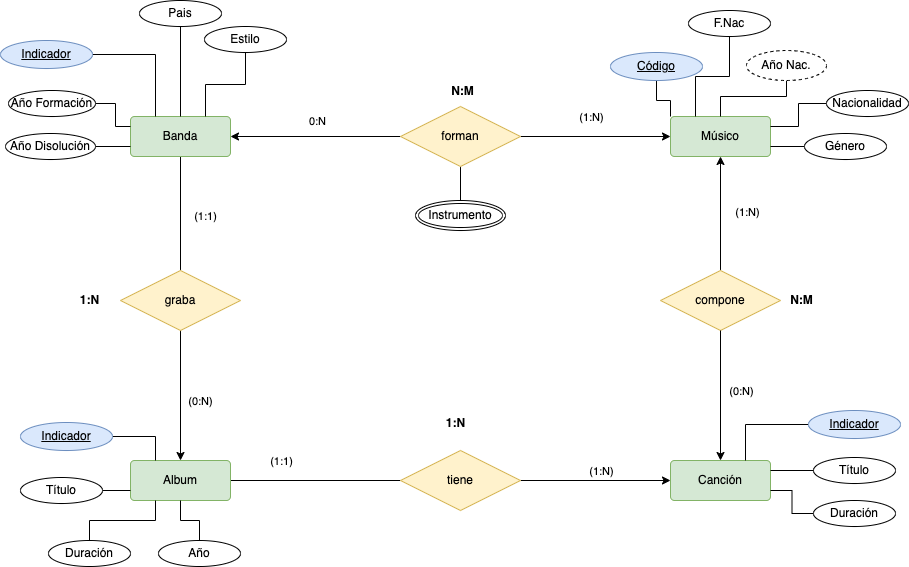 Pais
F.Nac
Estilo
Indicador
Código
Año Nac.
N:M
Año Formación
Nacionalidad
0:N
(1:N)
Banda
forman
Músico
Año Disolución
Género
Instrumento
(1:1)
(1:N)
1:N
graba
compone
N:M
(0:N)
(0:N)
1:N
Indicador
Indicador
(1:1)
(1:N)
Título
Album
tiene
Canción
Título
Duración
Duración
Año